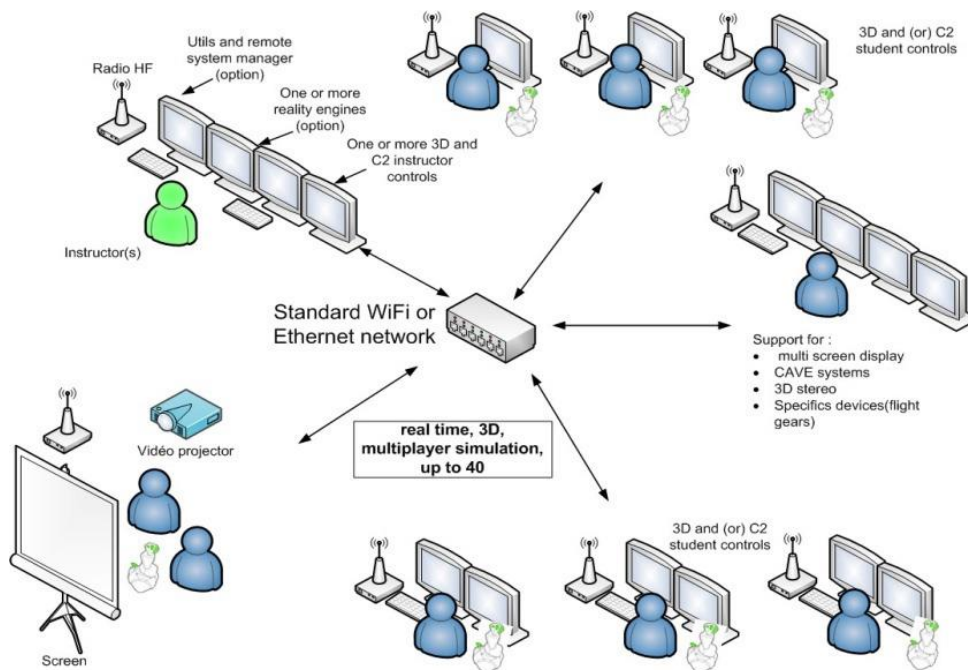 Utils and remote
system manager
(option)
Radio HF
One or more
reality engines
(option)
One or more 3D and
C2 instructor
controls
Instructor(s)
3D and (or) C2
student controls
Standard WiFi or
Ethernet network
Support for :
• multi screen display
• CAVE systems
• 3D stereo
• Specifics devices(flight
gears)
real time, 3D,
multiplayer simulation,
up to 40
Vidéo projector
Screen
3D and (or) C2
student controls